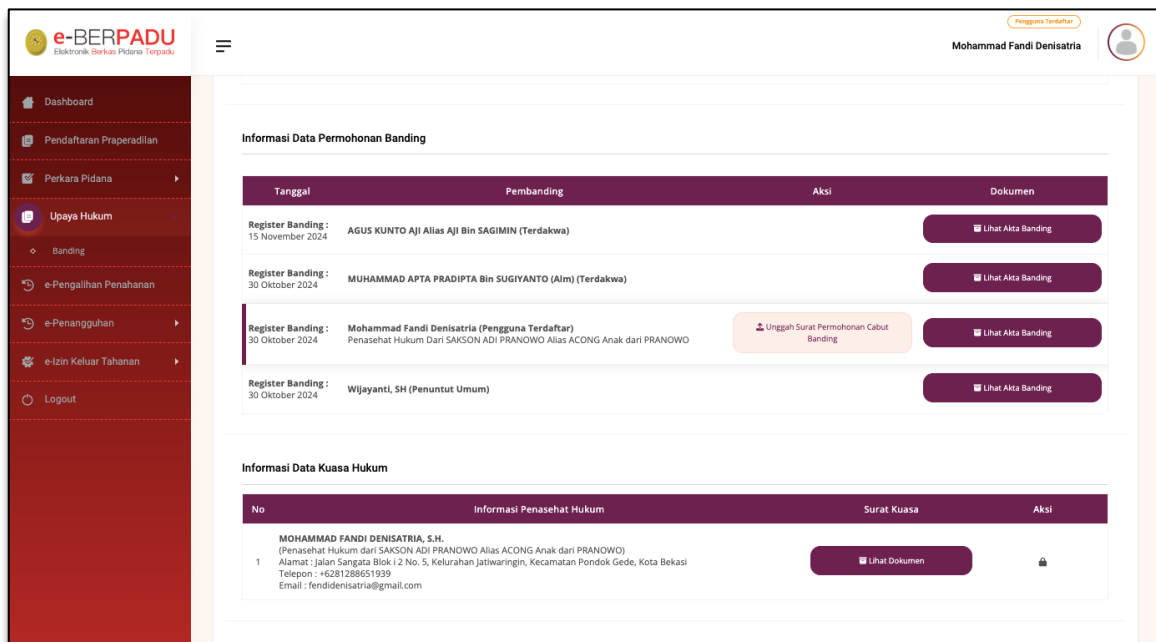 e-BERPADU
Elektronik Berkas Pidana Terpadu
Pengguna Terdaftar
Mohammad Fandi Denisatria
Dashboard
Pendaftaran Praperadilan
Perkara Pidana
Upaya Hukum
Banding
e-Pengalihan Penahanan
e-Penangguhan
e-Izin Keluar Tahanan
Logout
Informasi Data Permohonan Banding
Tanggal Pembanding Aksi Dokumen
Register Banding :
15 November 2024
AGUS KUNTO AJI Alias AJI Bin SAGIMIN (Terdakwa)
Lihat Akta Banding
Register Banding :
30 Oktober 2024
MUHAMMAD APTA PRADIPTA Bin SUGIYANTO (Alm) (Terdakwa)
Lihat Akta Banding
Register Banding :
30 Oktober 2024
Mohammad Fandi Denisatria (Pengguna Terdaftar)
Penasehat Hukum Dari SAKSON ADI PRANOWO Alias ACONG Anak dari PRANOWO
Unggah Surat Permohonan Cabut
Banding
Lihat Akta Banding
Register Banding :
30 Oktober 2024
Wijayanti, SH (Penuntut Umum)
Lihat Akta Banding
Informasi Data Kuasa Hukum
No Informasi Penasehat Hukum Surat Kuasa Aksi
1
MOHAMMAD FANDI DENISATRIA, S.H.
(Penasehat Hukum dari SAKSON ADI PRANOWO Alias ACONG Anak dari PRANOWO)
Alamat : Jalan Sangata Blok i 2 No. 5, Kelurahan Jatiwaringin, Kecamatan Pondok Gede, Kota Bekasi
Telepon : +6281288651939
Email : fendidenisatria@gmail.com
Lihat Dokumen